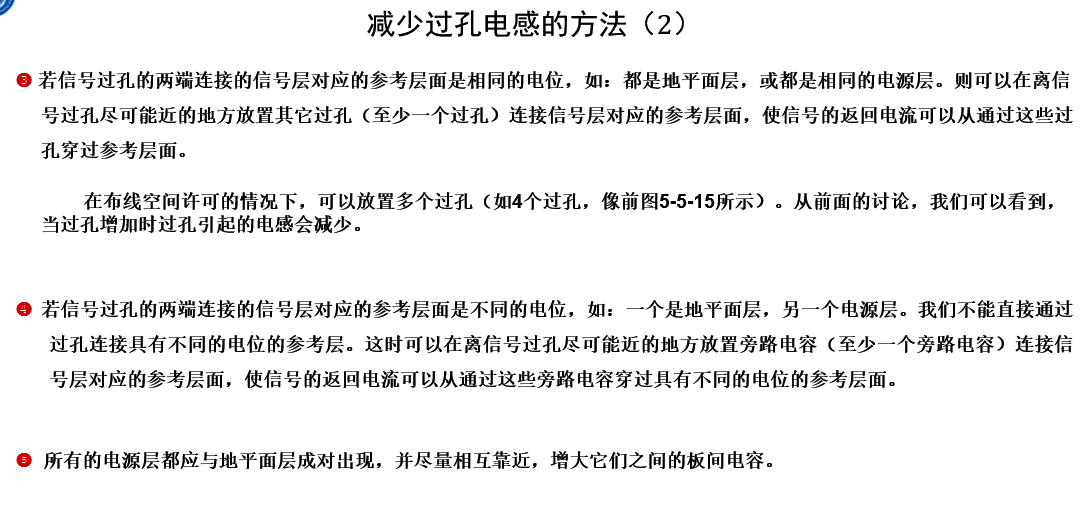 减少过孔电感的方法（2）
❸ 若信号过孔的两端连接的信号层对应的参考层面是相同的电位，如：都是地平面层，或都是相同的电源层。则可以在离信
号过孔尽可能近的地方放置其它过孔（至少一个过孔）连接信号层对应的参考层面，使信号的返回电流可以从通过这些过
孔穿过参考层面。
在布线空间许可的情况下，可以放置多个过孔（如4个过孔，像前图5-5-15所示）。从前面的讨论，我们可以看到，
当过孔增加时过孔引起的电感会减少。
❹ 若信号过孔的两端连接的信号层对应的参考层面是不同的电位，如：一个是地平面层，另一个电源层。我们不能直接通过
过孔连接具有不同的电位的参考层。这时可以在离信号过孔尽可能近的地方放置旁路电容（至少一个旁路电容）连接信
号层对应的参考层面，使信号的返回电流可以从通过这些旁路电容穿过具有不同的电位的参考层面。
❺ 所有的电源层都应与地平面层成对出现，并尽量相互靠近，增大它们之间的板间电容。